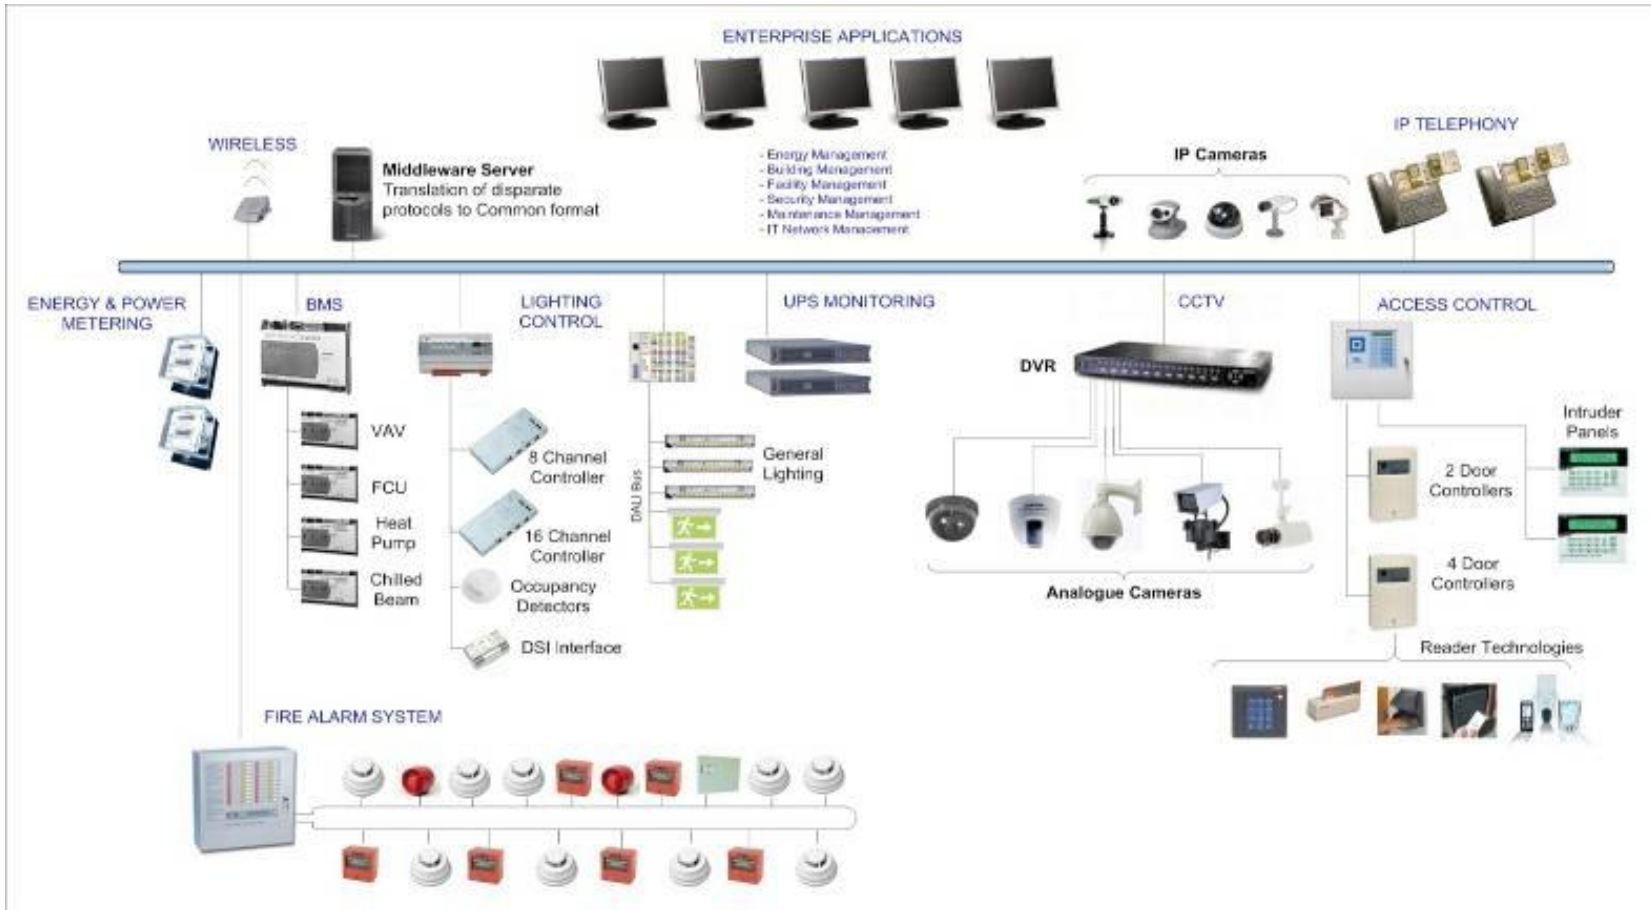 ENTERPRISE APPLICATIONS
WIRELESS
Middleware Server
Translation of disparate
protocols to Common format
- Energy Management
- Building Management
- Facility Management
- Security Management
- Maintenance Management
- IT Network Management
IP Cameras
IP TELEPHONY
ENERGY & POWER
METERING
BMS
LIGHTING
CONTROL
UPS MONITORING
CCTV
ACCESS CONTROL
DVR
VAV
FCU
Heat
Pump
Chilled
Beam
8 Channel
Controller
16 Channel
Controller
Occupancy
Detectors
DSI Interface
DALI Bus
General
Lighting
Analogue Cameras
Intruder
Panels
2 Door
Controllers
4 Door
Controllers
Reader Technologies
FIRE ALARM SYSTEM